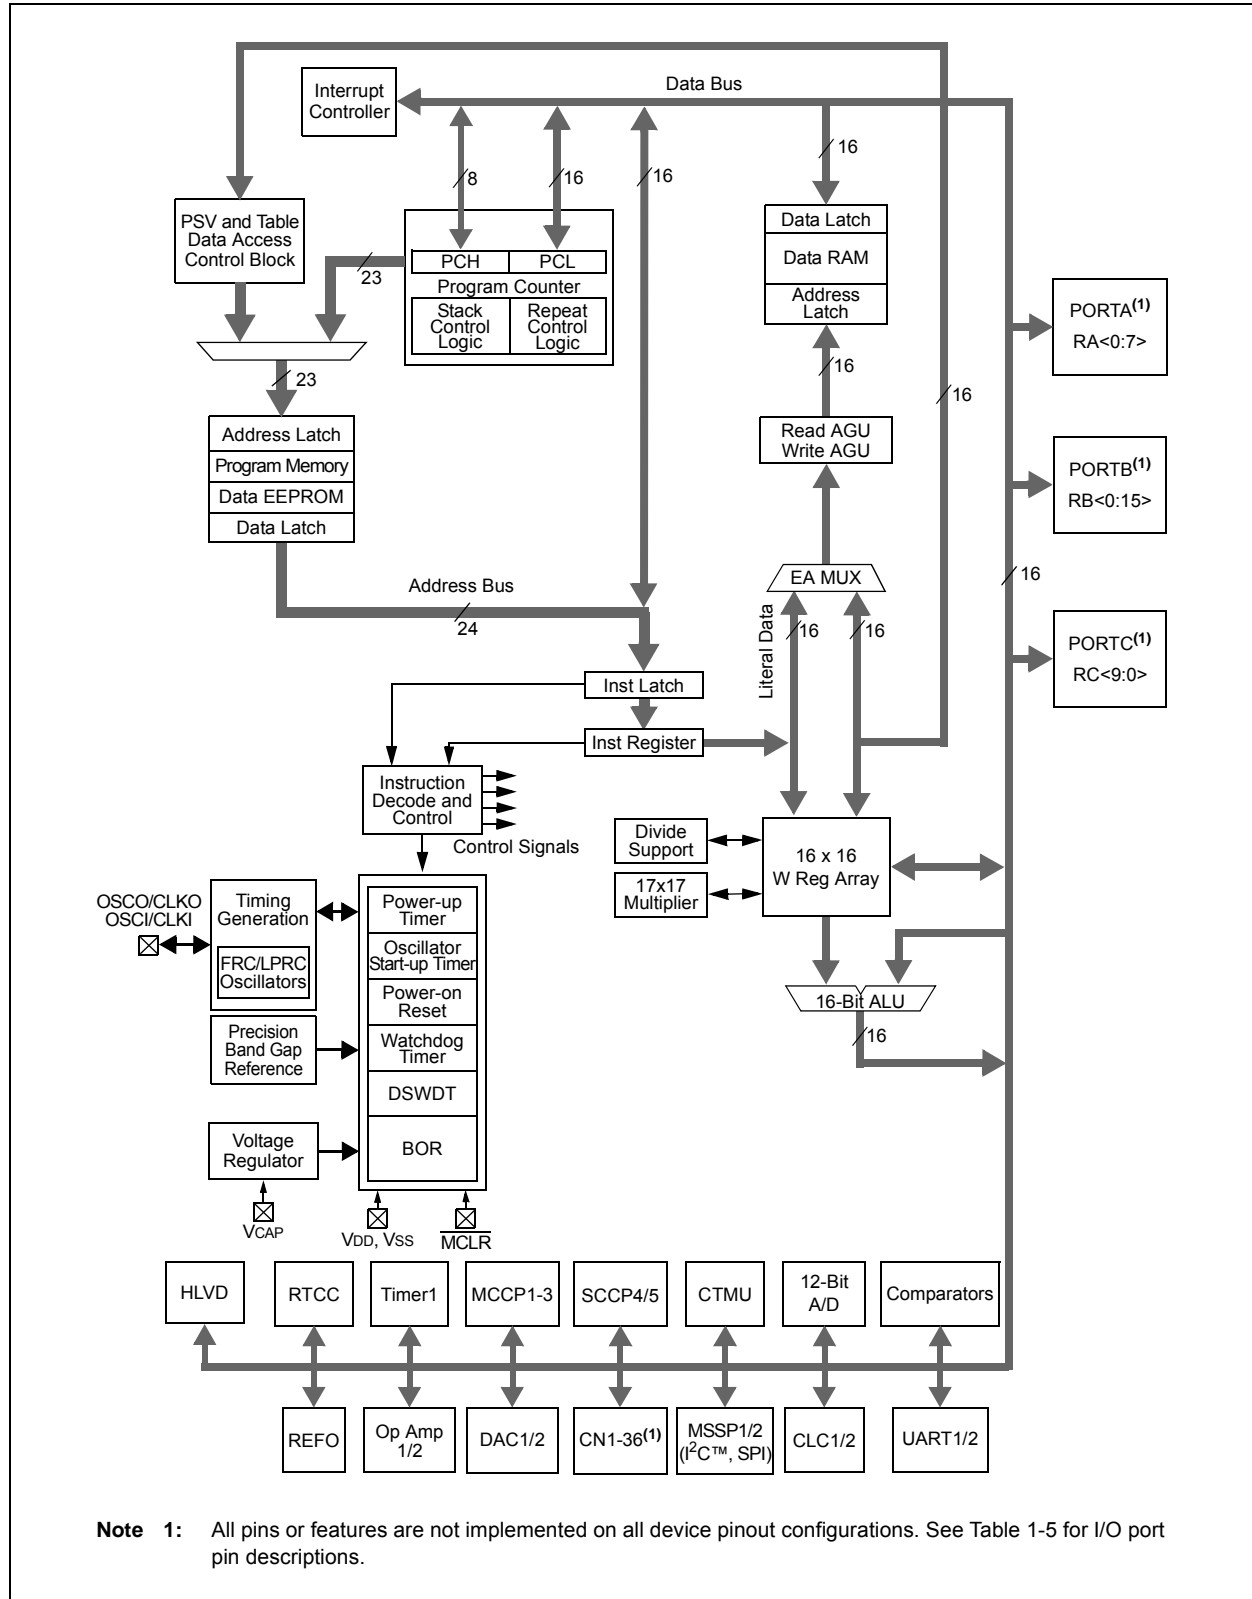 Data Bus
Interrupt
Controller
16
8
16
16
PSV and Table
Data Access
Control Block
23
PCH
PCL
Program Counter
Stack
Control
Logic
Repeat
Control
Logic
Data Latch
Data RAM
Address
Latch
16
16
PORTA(1)
RA<0:7>
23
Address Latch
Program Memory
Data EEPROM
Data Latch
Read AGU
Write AGU
PORTB(1)
RB<0:15>
EA MUX
16
Address Bus
24
Literal Data
16
16
PORTC(1)
RC<9:0>
Inst Latch
Inst Register
Instruction
Decode and
Control
Control Signals
Divide
Support
17x17
Multiplier
16 x 16
W Reg Array
OSCO/CLKO
OSCI/CLKI
Timing
Generation
FRC/LPRC
Oscillators
Power-up
Timer
Oscillator
Start-up Timer
Power-on
Reset
Watchdog
Timer
DSWDT
BOR
16-Bit ALU
16
Precision
Band Gap
Reference
Voltage
Regulator
VCAP
VDD, VSS
MCLR
HLVD
RTCC
Timer1
MCCP1-3
SCCP4/5
CTMU
12-Bit
A/D
Comparators
REFO
Op Amp
1/2
DAC1/2
CN1-36(1)
MSSP1/2
(I2C™, SPI)
CLC1/2
UART1/2
Note 1: All pins or features are not implemented on all device pinout configurations. See Table 1-5 for I/O port
pin descriptions.